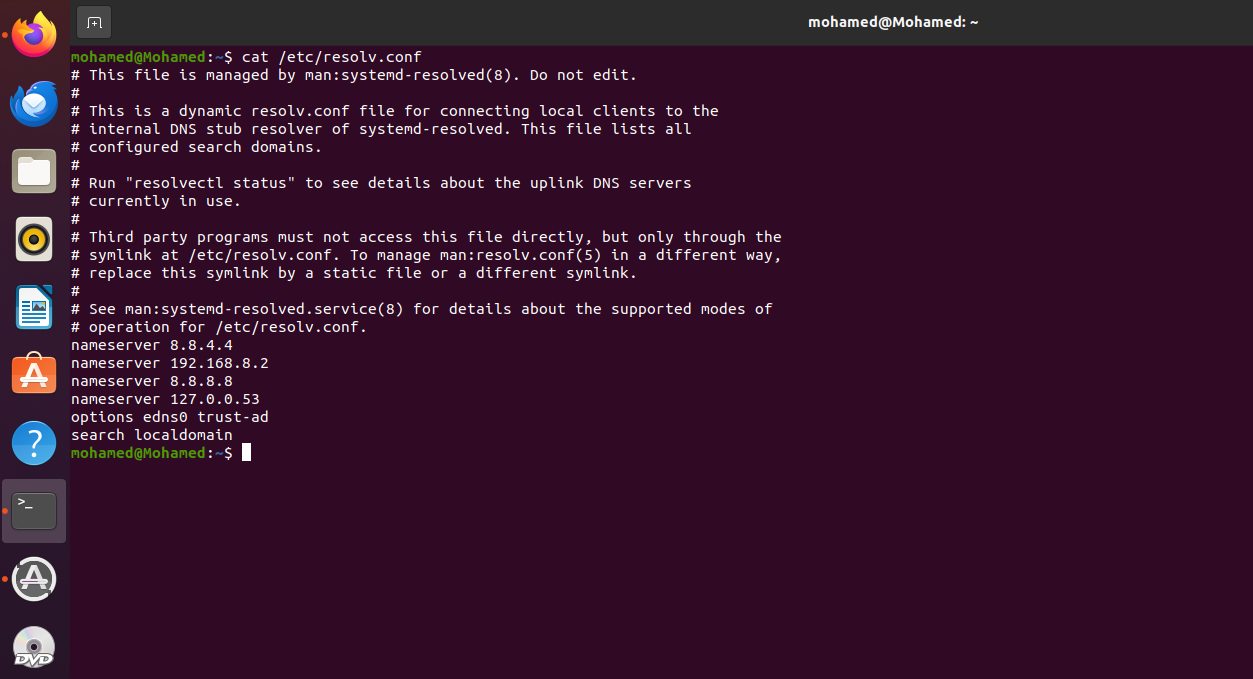 mohamed@Mohamed: ~
mohamed@Mohamed:~$ cat /etc/resolv.conf
# This file is managed by man:systemd-resolved(8). Do not edit.
#
# This is a dynamic resolv.conf file for connecting local clients to the
# internal DNS stub resolver of systemd-resolved. This file lists all
# configured search domains.
#
# Run "resolvectl status" to see details about the uplink DNS servers
# currently in use.
#
# Third party programs must not access this file directly, but only through the
# symlink at /etc/resolv.conf. To manage man:resolv.conf(5) in a different way,
# replace this symlink by a static file or a different symlink.
#
# See man:systemd-resolved.service(8) for details about the supported modes of
# operation for /etc/resolv.conf.
nameserver 8.8.4.4
nameserver 192.168.8.2
nameserver 8.8.8.8
nameserver 127.0.0.53
options edns0 trust-ad
search localdomain
mohamed@Mohamed:~$
?
>_
DVD